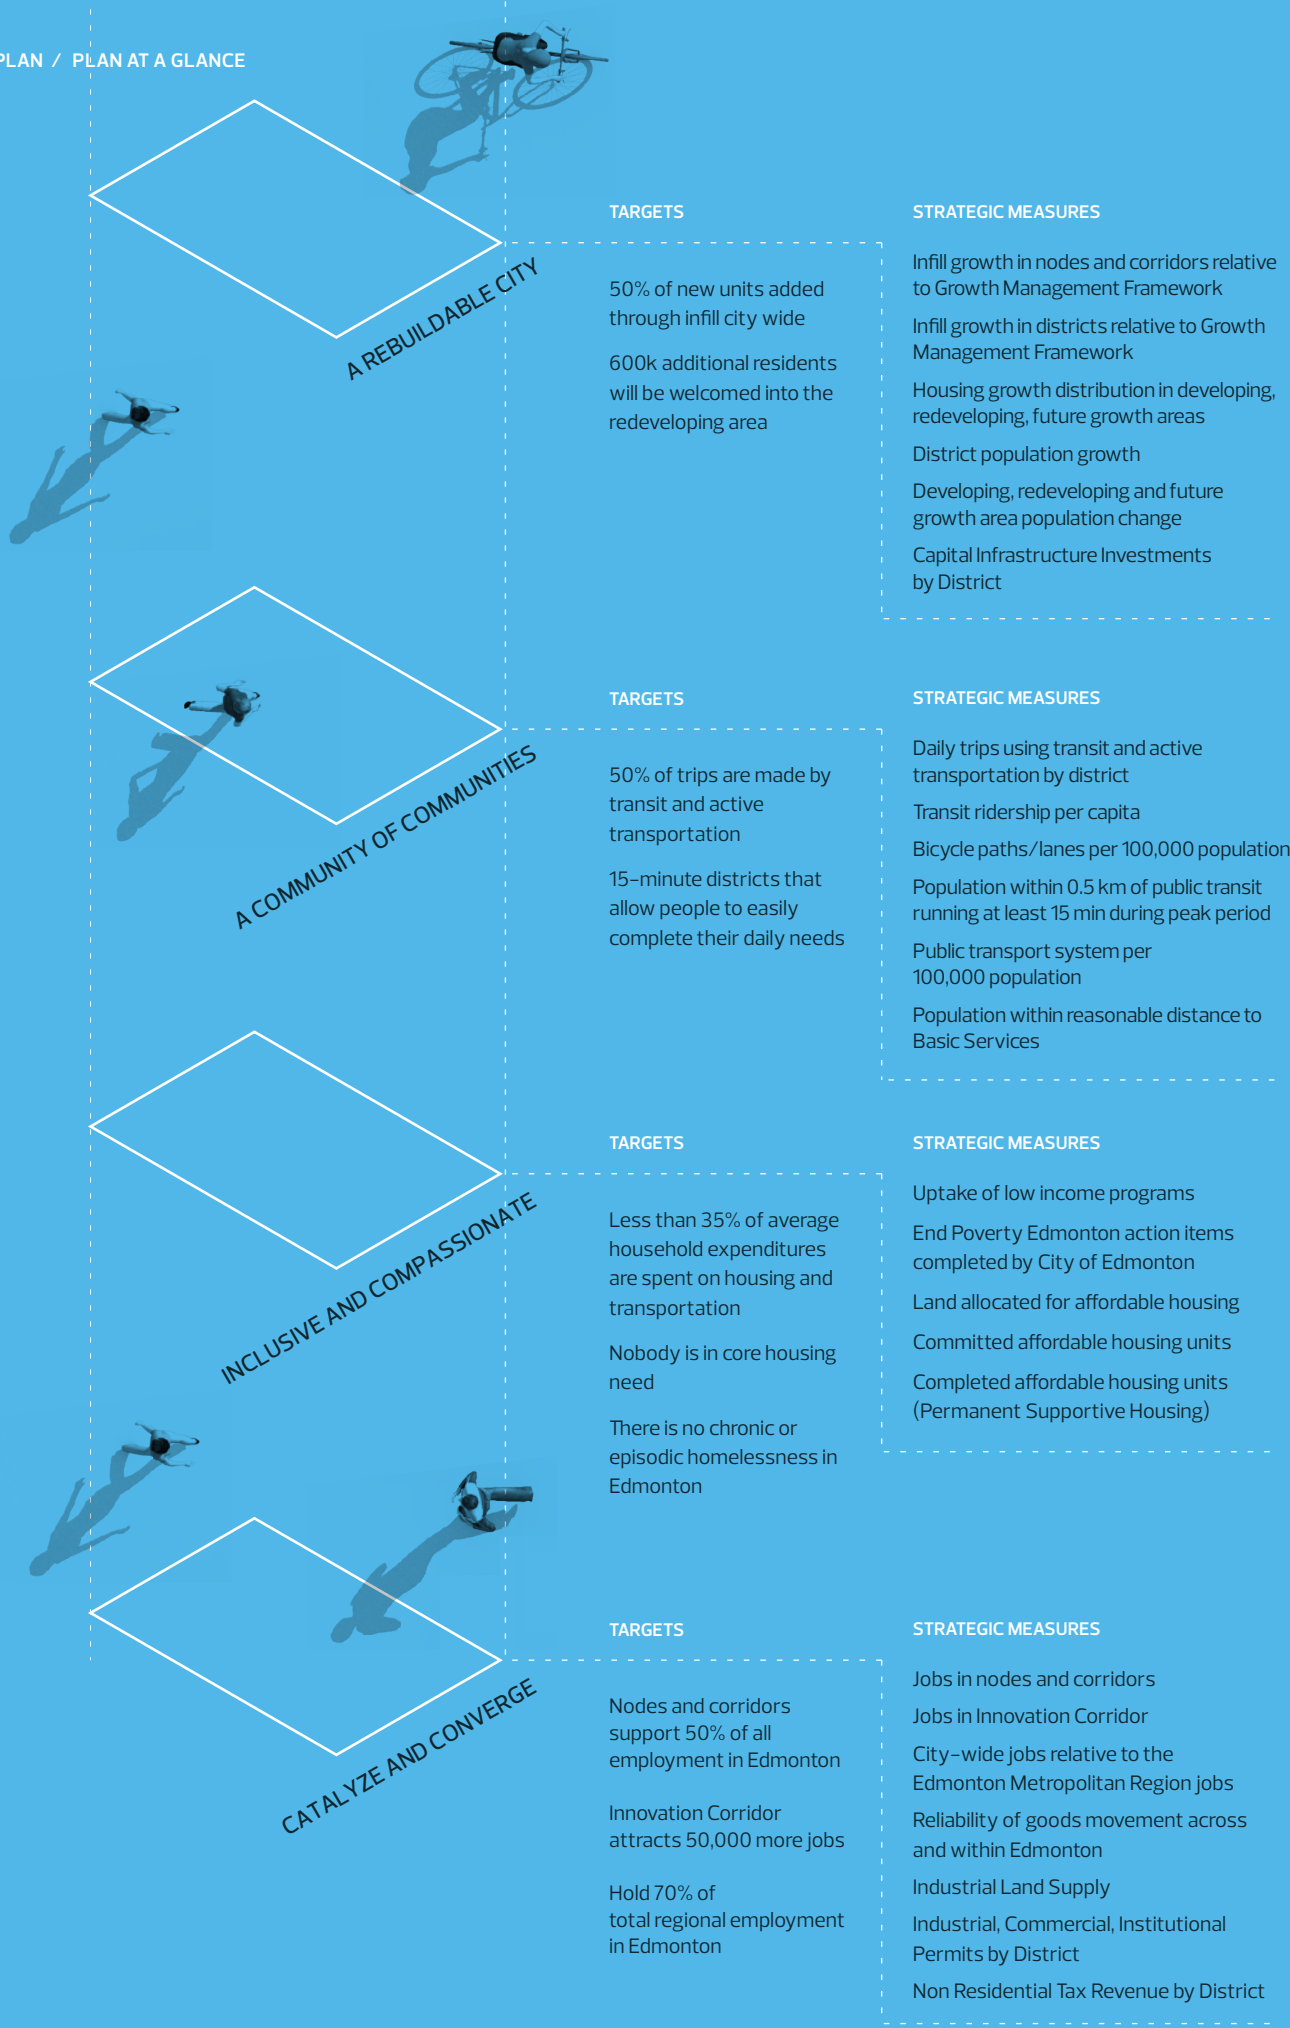 PLAN / PLAN AT A GLANCE
A REBUILDABLE CITY
TARGETS
50% of new units added
through infill city wide
600k additional residents
will be welcomed into the
redeveloping area
STRATEGIC MEASURES
Infill growth in nodes and corridors relative
to Growth Management Framework
Infill growth in districts relative to Growth
Management Framework
Housing growth distribution in developing,
redeveloping, future growth areas
District population growth
Developing, redeveloping and future
growth area population change
Capital Infrastructure Investments
by District
A COMMUNITY OF COMMUNITIES
TARGETS
50% of trips are made by
transit and active
transportation
15-minute districts that
allow people to easily
complete their daily needs
STRATEGIC MEASURES
Daily trips using transit and active
transportation by district
Transit ridership per capita
Bicycle paths/lanes per 100,000 population
Population within 0.5 km of public transit
running at least 15 min during peak period
Public transport system per
100,000 population
Population within reasonable distance to
Basic Services
INCLUSIVE AND COMPASSIONATE
TARGETS
Less than 35% of average
household expenditures
are spent on housing and
transportation
Nobody is in core housing
need
There is no chronic or
episodic homelessness in
Edmonton
STRATEGIC MEASURES
Uptake of low income programs
End Poverty Edmonton action items
completed by City of Edmonton
Land allocated for affordable housing
Committed affordable housing units
Completed affordable housing units
(Permanent Supportive Housing)
CATALYZE AND CONVERGE
TARGETS
Nodes and corridors
support 50% of all
employment in Edmonton
Innovation Corridor
attracts 50,000 more jobs
Hold 70% of
total regional employment
in Edmonton
STRATEGIC MEASURES
Jobs in nodes and corridors
Jobs in Innovation Corridor
City-wide jobs relative to the
Edmonton Metropolitan Region jobs
Reliability of goods movement across
and within Edmonton
Industrial Land Supply
Industrial, Commercial, Institutional
Permits by District
Non Residential Tax Revenue by District